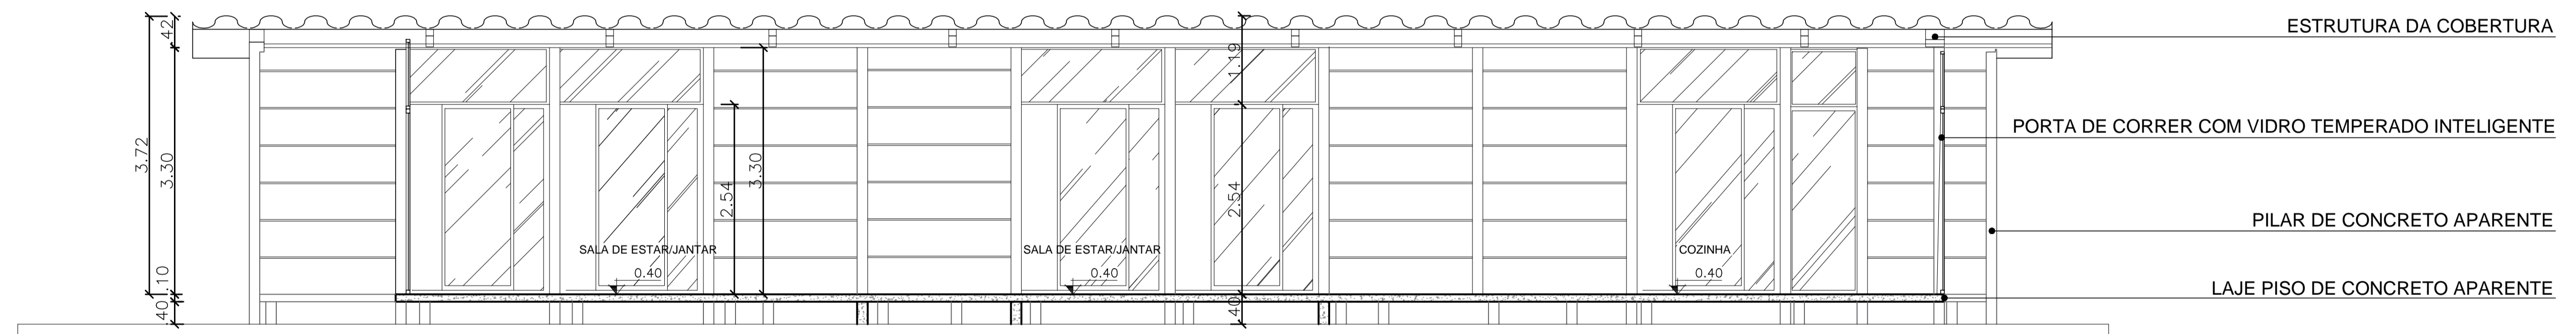 ESTRUTURA DA COBERTURA
.42
1.19
PORTA DE CORRER COM VIDRO TEMPERADO INTELIGENTE
3.72
3.30
2.54
3.30
2.54
PILAR DE CONCRETO APARENTE
SALA DE ESTAR/JANTAR
SALA DE ESTAR/JANTAR
COZINHA
0.40
0.40
0.40
.10
LAJE PISO DE CONCRETO APARENTE
.40
.40